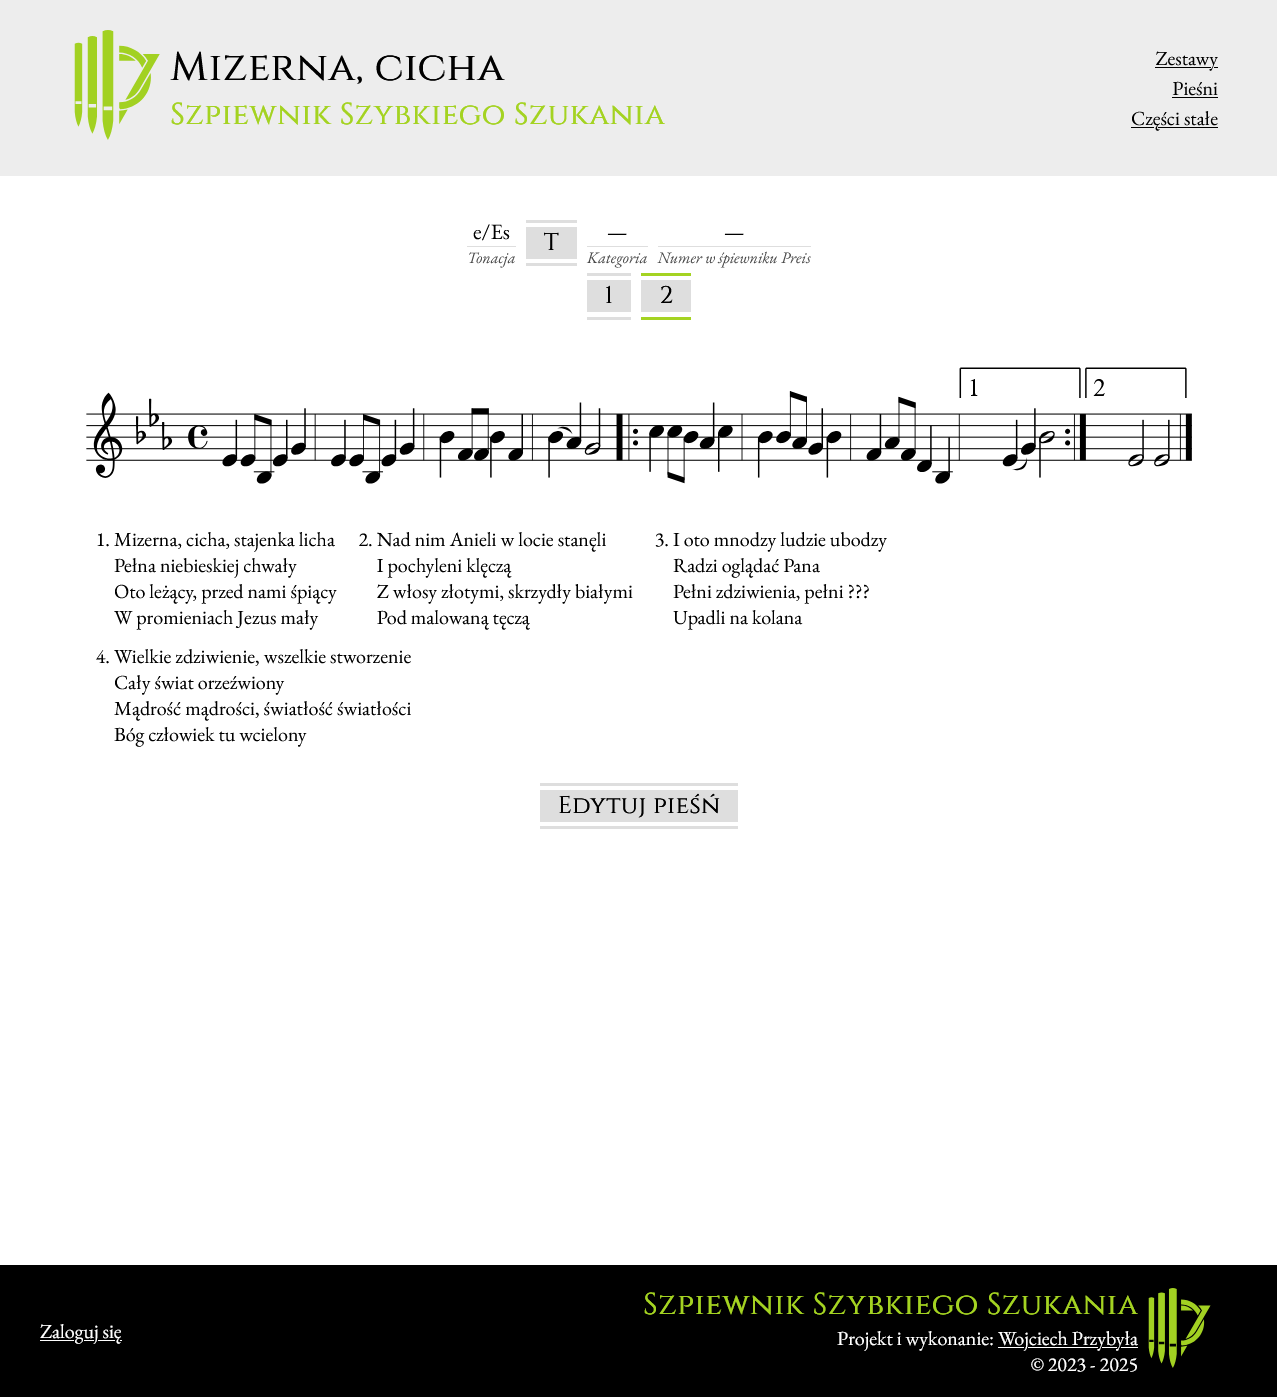 Mizerna, cicha
Szpiewnik Szybkiego Szukania
Zestawy
Pieśni
Części stałe
e/Es
Tonacja
T
—
Kategoria
—
Numer w śpiewniku Preis
1
2
1
2
1. Mizerna, cicha, stajenka licha
Pełna niebieskiej chwały
Oto leżący, przed nami śpiący
W promieniach Jezus mały
2. Nad nim Anieli w locie stanęli
I pochyleni klęczą
Z włosy złotymi, skrzydły białymi
Pod malowaną tęczą
3. I oto mnodzy ludzie ubodzy
Radzi oglądać Pana
Pełni zdziwienia, pełni ???
Upadli na kolana
4. Wielkie zdziwienie, wszelkie stworzenie
Cały świat orzeźwiony
Mądrość mądrości, światłość światłości
Bóg człowiek tu wcielony
Edytuj pieśń
Zaloguj się
Szpiewnik Szybkiego Szukania
Projekt i wykonanie: Wojciech Przybyła
© 2023 - 2025